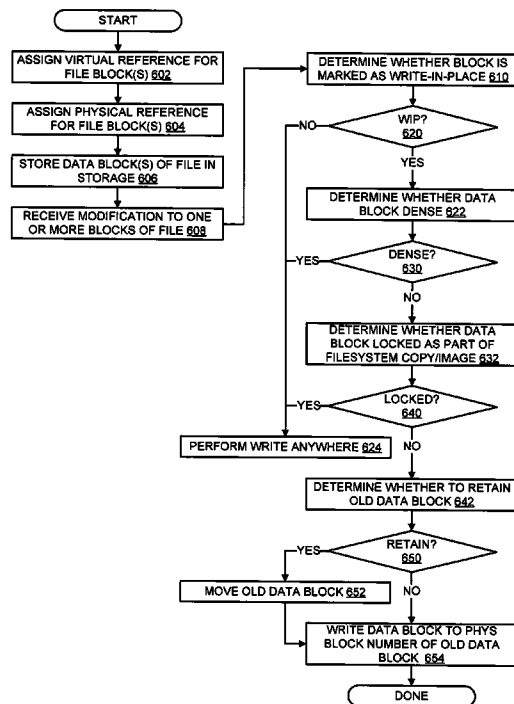 START
ASSIGN VIRTUAL REFERENCE FOR
FILE BLOCK(S) 602
ASSIGN PHYSICAL REFERENCE
FOR FILE BLOCK(S) 604
STORE DATA BLOCK(S) OF FILE IN
STORAGE 606
RECEIVE MODIFICATION TO ONE
OR MORE BLOCKS OF FILE 608
DETERMINE WHETHER BLOCK IS
MARKED AS WRITE-IN-PLACE 610
WIP?
620
NO
YES
DETERMINE WHETHER DATA
BLOCK DENSE 622
DENSE?
630
YES
NO
DETERMINE WHETHER DATA
BLOCK LOCKED AS PART OF
FILESYSTEM COPY/IMAGE 632
LOCKED?
640
YES
NO
PERFORM WRITE ANYWHERE 624
DETERMINE WHETHER TO RETAIN
OLD DATA BLOCK 642
RETAIN?
650
YES
NO
MOVE OLD DATA BLOCK 652
WRITE DATA BLOCK TO PHYS
BLOCK NUMBER OF OLD DATA
BLOCK 654
DONE